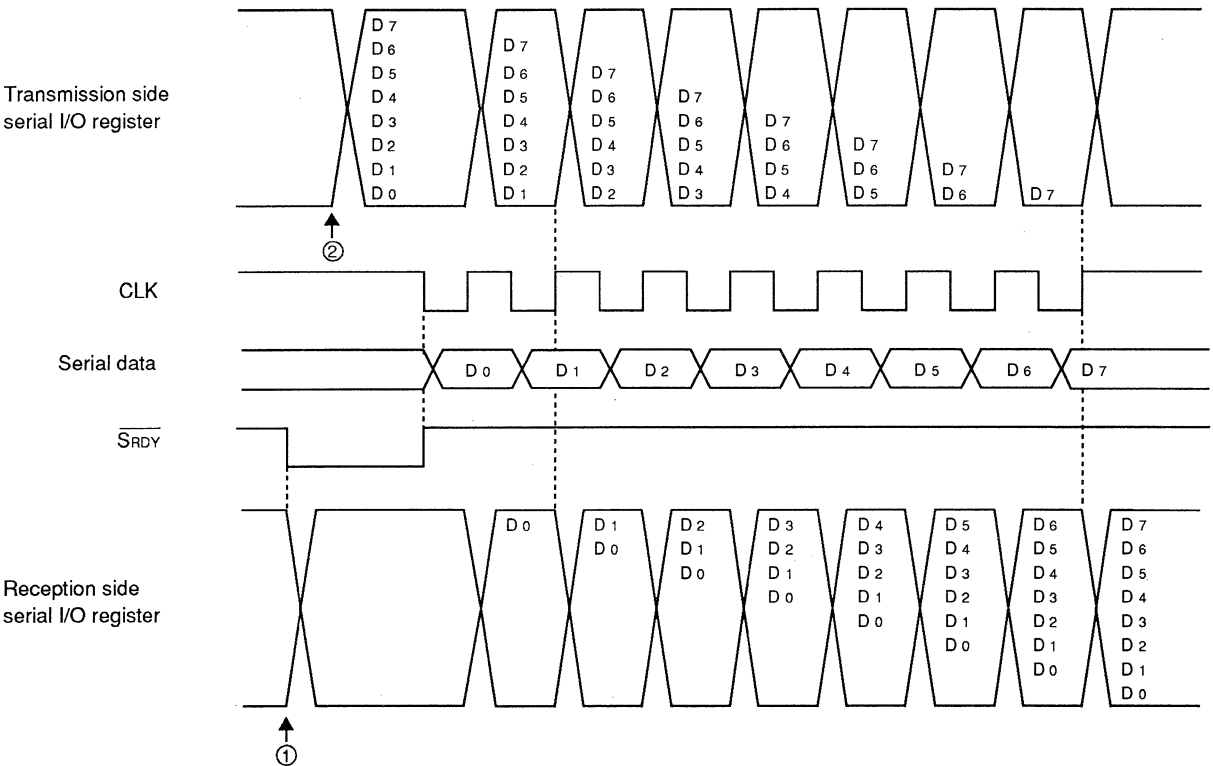 Transmission side
serial I/O register
D7
D6
D5
D4
D3
D2
D1
D0
D7
D6
D5
D4
D3
D2
D1
D7
D6
D5
D4
D3
D2
D7
D6
D5
D4
D3
D7
D6
D5
D4
D7
D6
D5
D7
D6
D7
②
CLK
Serial data
D0 D1 D2 D3 D4 D5 D6 D7
SRDY
Reception side
serial I/O register
D0
D1
D0
D2
D1
D0
D3
D2
D1
D0
D4
D3
D2
D1
D0
D5
D4
D3
D2
D1
D0
D6
D5
D4
D3
D2
D1
D0
D7
D6
D5
D4
D3
D2
D1
D0
①